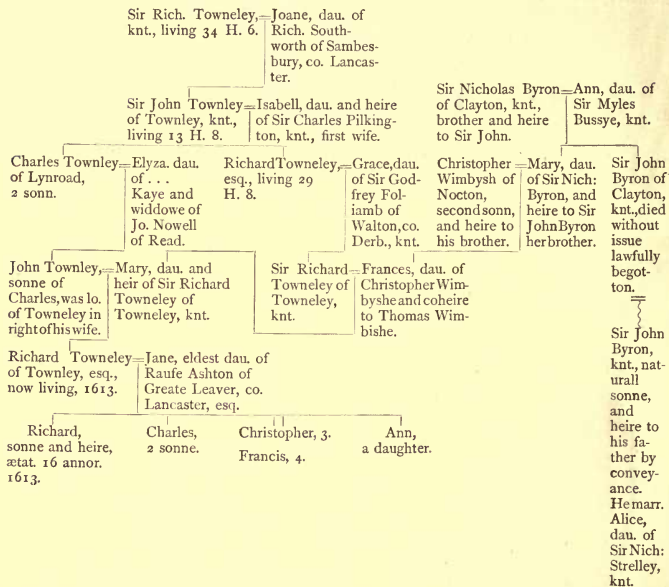 Sir Rich. Towneley,=Joane, dau. of
knt., living 34 H. 6. Rich. South-
worth of Sambes-
bury, co. Lancas-
ter.
Sir John Townley=Isabell, dau. and heire
of Townley, knt., of Sir Charles Pilking-
living 13 H. 8. ton, knt., first wife.
Sir Nicholas Byron=Ann, dau. of
of Clayton, knt., Sir Myles
brother and heire Bussye, knt.
to Sir John.
Charles Townley=Elyza. dau.
of Lynroad, of . . .
2 sonn. Kaye and
widdowe of
Jo. Nowell
of Read.
Richard Towneley,=Grace, dau.
esq., living 29 of Sir God-
H. 8. frey Fol-
iamb of
Walton, co.
Derb., knt.
Christopher=Mary, dau.
Wimbysh of of Sir Nich:
Nocton, Byron, and
second sonn, heire to Sir
and heire to John Byron
his brother. her brother.
Sir John
Byron of
Clayton,
knt., died
without
issue
lawfully
begot-
ton.
John Townley,=Mary, dau. and
sonne of heir of Sir Richard
Charles, was lo. Towneley of
of Towneley in Towneley, knt.
right of his wife.
Sir Richard=Frances, dau. of
Towneley of Christopher Wim-
Towneley, byshe and coheire
knt. to Thomas Wim-
bishe.
Sir John
Byron,
knt., nat-
urall
sonne,
and
heire to
his fa-
ther by
convey-
ance.
He marr.
Alice,
dau. of
Sir Nich:
Strelley,
knt.
Richard Towneley=Jane, eldest dau. of
of Townley, esq., Raufe Ashton of
now living, 1613. Greate Leaver, co.
Lancaster, esq.
Richard,
sonne and heire,
ætat. 16 annor.
1613.
Charles,
2 sonne.
Christopher, 3.
Francis, 4.
Ann,
a daughter.